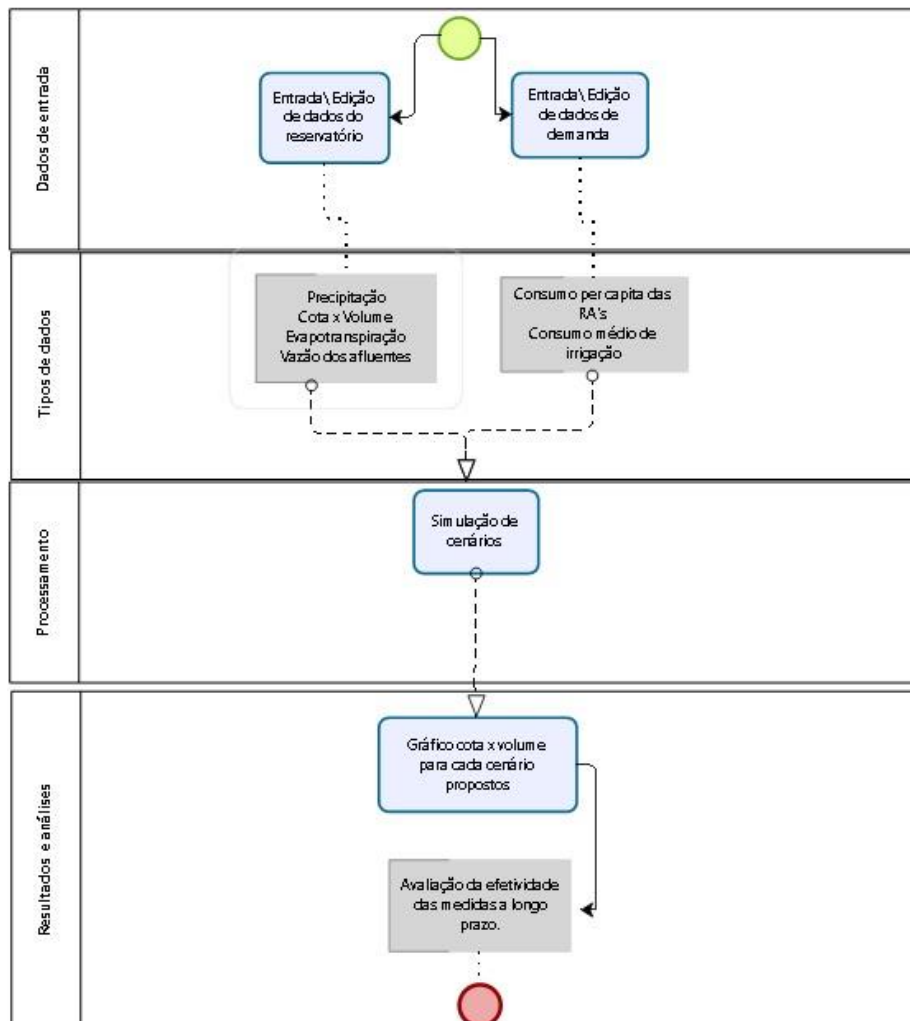 Dados de entrada
Entrada\ Edição
de dados do
reservatório
Entrada\ Edição
de dados de
demanda
Tipos de dados
Precipitação
Cota x Volume
Evapotranspiração
Vazão dos afluentes
Consumo per capita das
RA's
Consumo médio de
irrigação
Processamento
Simulação de
cenários
Resultados e análises
Gráfico cota x volume
para cada cenário
propostos
Avaliação da efetividade
das medidas a longo
prazo.